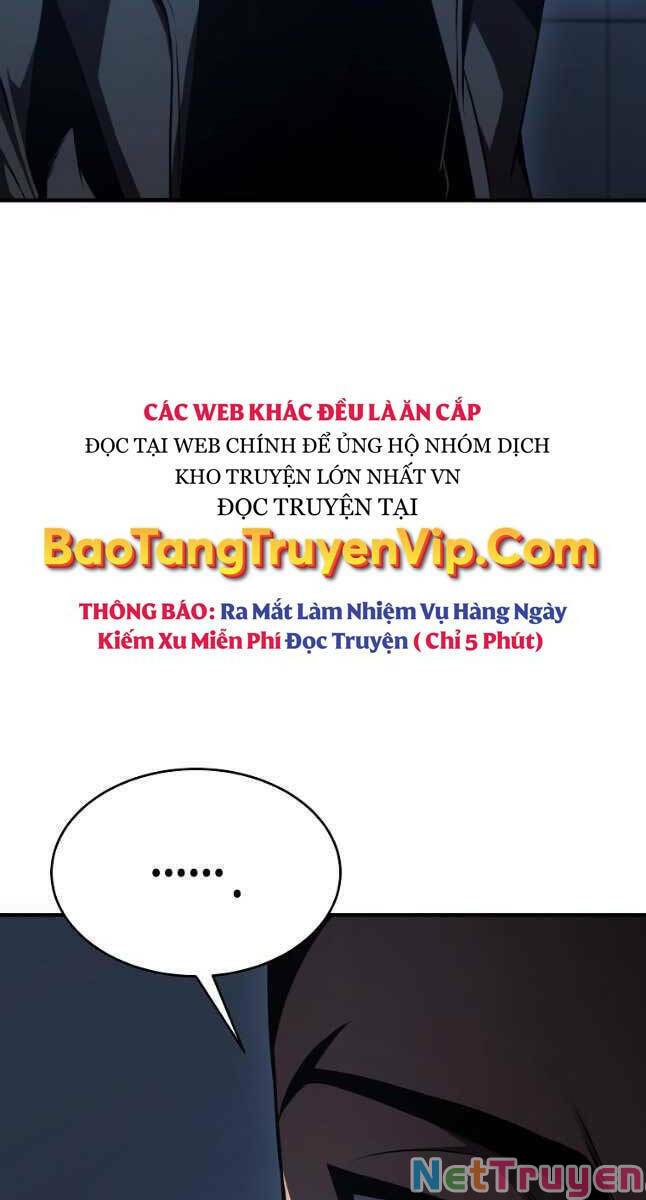 CÁC WEB KHÁC ĐỀU LÀ ĂN CẮP
ĐỌC TẠI WEB CHÍNH ĐỂ ỦNG HỘ NHÓM DỊCH
KHO TRUYỆN LỚN NHẤT VN
ĐỌC TRUYỆN TẠI
BaoTangTruyenVip.Com
THÔNG BÁO: Ra Mắt Làm Nhiệm Vụ Hàng Ngày
Kiếm Xu Miễn Phí Đọc Truyện ( Chỉ 5 Phút)
.......
NetTruyen